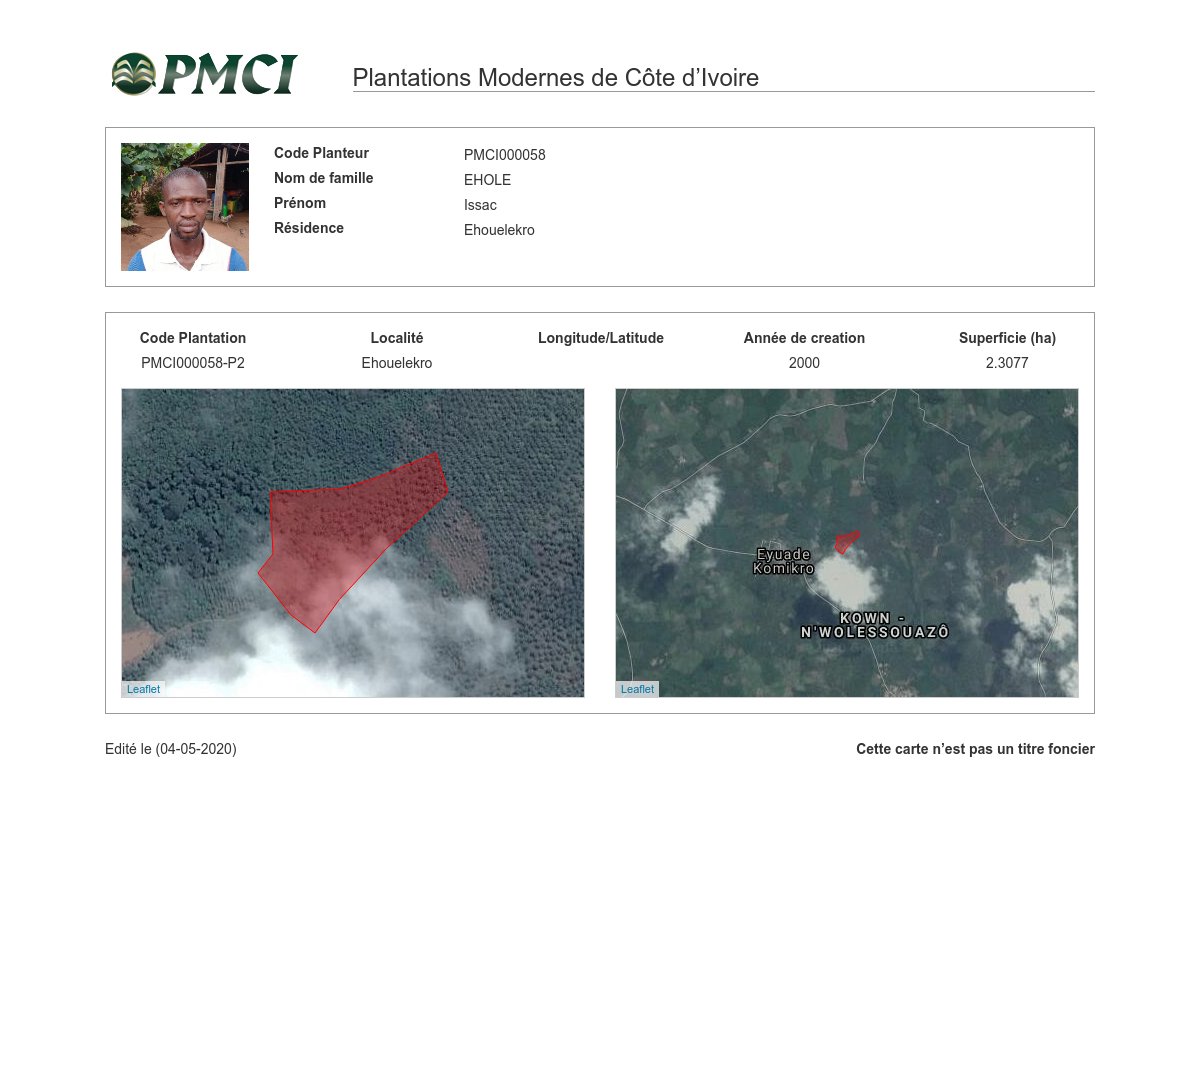 PMCI
Plantations Modernes de Côte d’Ivoire
Code Planteur PMCI000058
Nom de famille EHOLE
Prénom Issac
Résidence Ehouelekro
Code Plantation Localité Longitude/Latitude Année de creation Superficie (ha)
PMCI000058-P2 Ehouelekro 2000 2.3077
Eyuade
Komikro
KOWN -
N'WOLESSOUAZÔ
Leaflet
Leaflet
Edité le (04-05-2020) Cette carte n’est pas un titre foncier